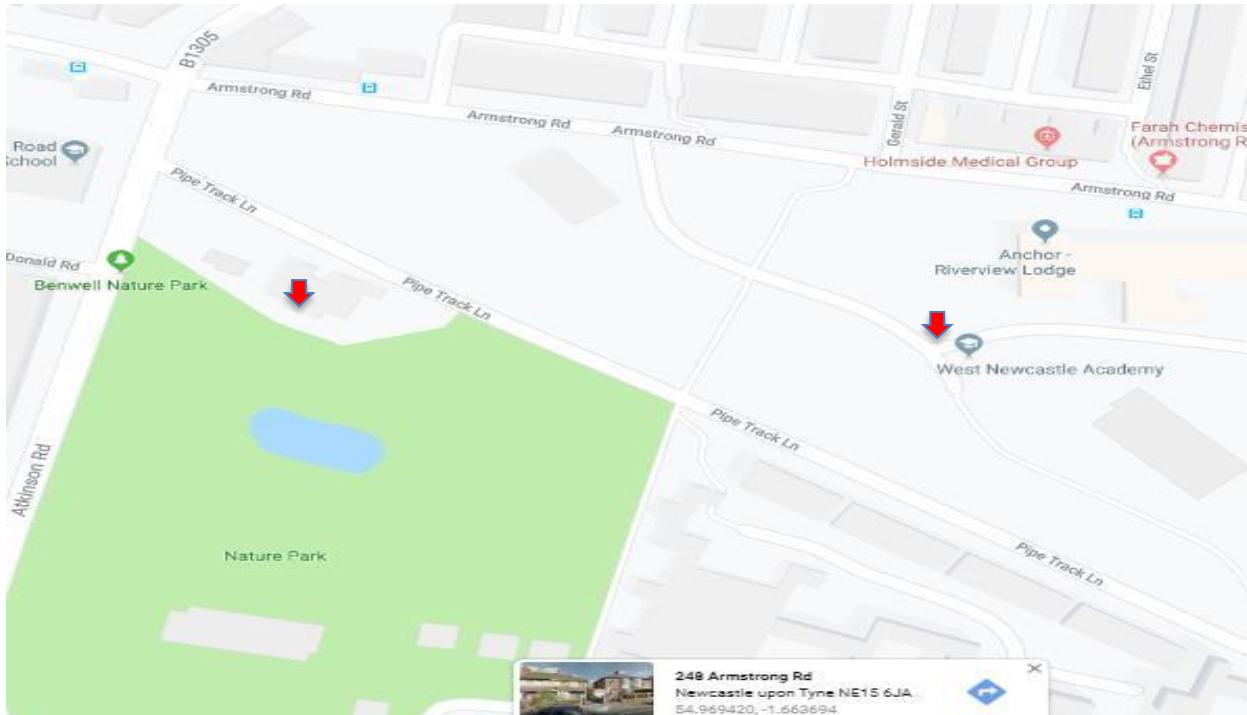 B1305
Armstrong Rd
Armstrong Rd
Armstrong Rd
Gerald St
Ethel St
Farah Chemis
(Armstrong R
Holmside Medical Group
Armstrong Rd
Road
School
Pipe Track Ln
Donald Rd
Benwell Nature Park
Pipe Track Ln
Anchor -
Riverview Lodge
West Newcastle Academy
Pipe Track Ln
Atkinson Rd
Nature Park
Pipe Track Ln
248 Armstrong Rd
Newcastle upon Tyne NE15 6JA
54.969420, -1.663694